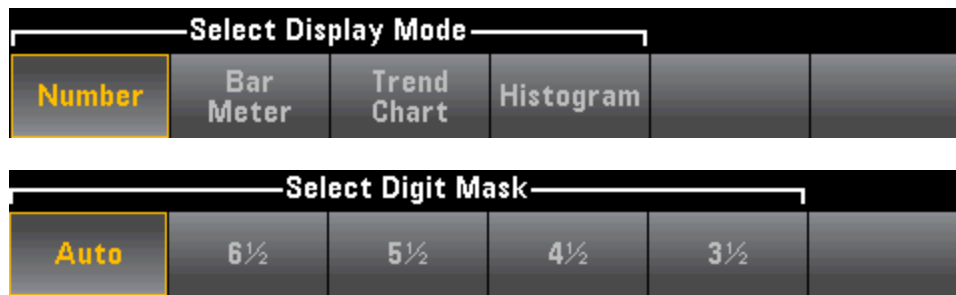 Select Display Mode
Number Bar Meter Trend Chart Histogram
Select Digit Mask
Auto 6½ 5½ 4½ 3½